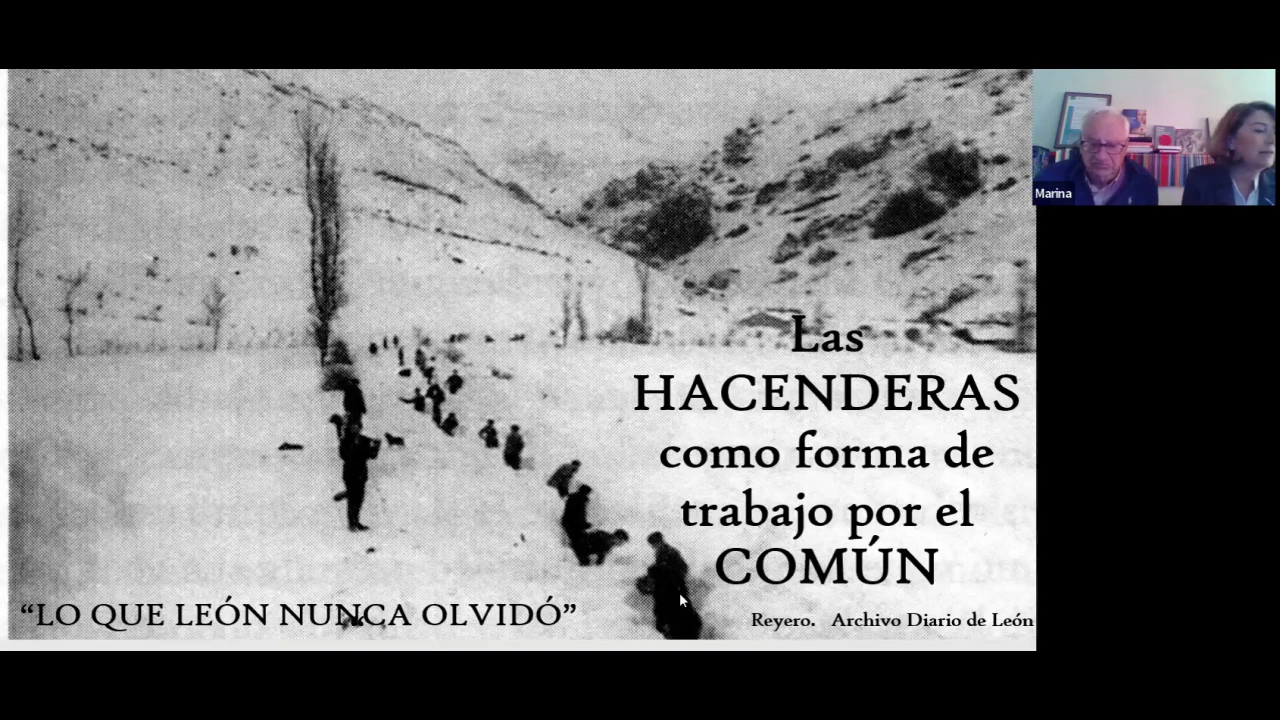 Las
HACENDERAS
como forma de
trabajo por el
COMÚN
“LO QUE LEÓN NUNCA OLVIDÓ”
Reyero. Archivo Diario de León
Marina